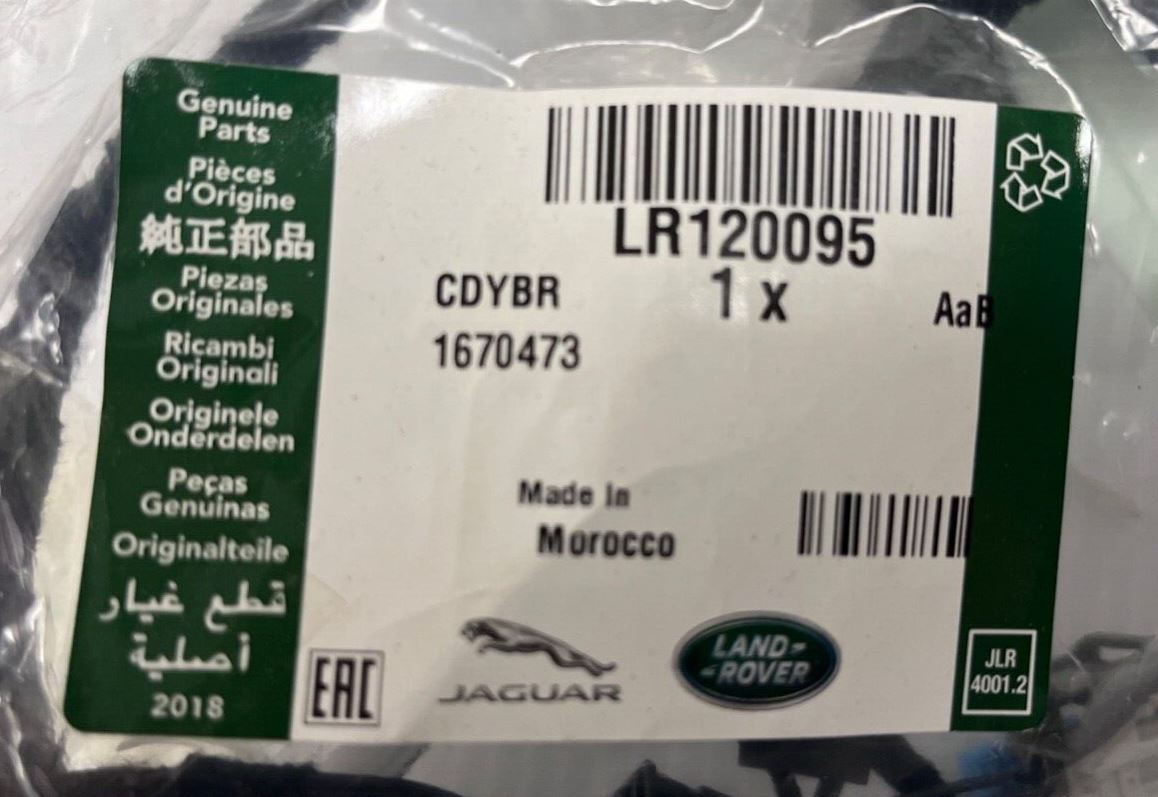 Genuine
Parts
Pièces
d'Origine
純正部品
Piezas
Originales
Ricambi
Originali
Originele
Onderdelen
Peças
Genuinas
Originalteile
قطع غيار
أصلية
2018
LR120095
CDYBR
1 x
AaB
1670473
Made In
Morocco
EAC
JAGUAR
LAND-
-ROVER
JLR
4001.2